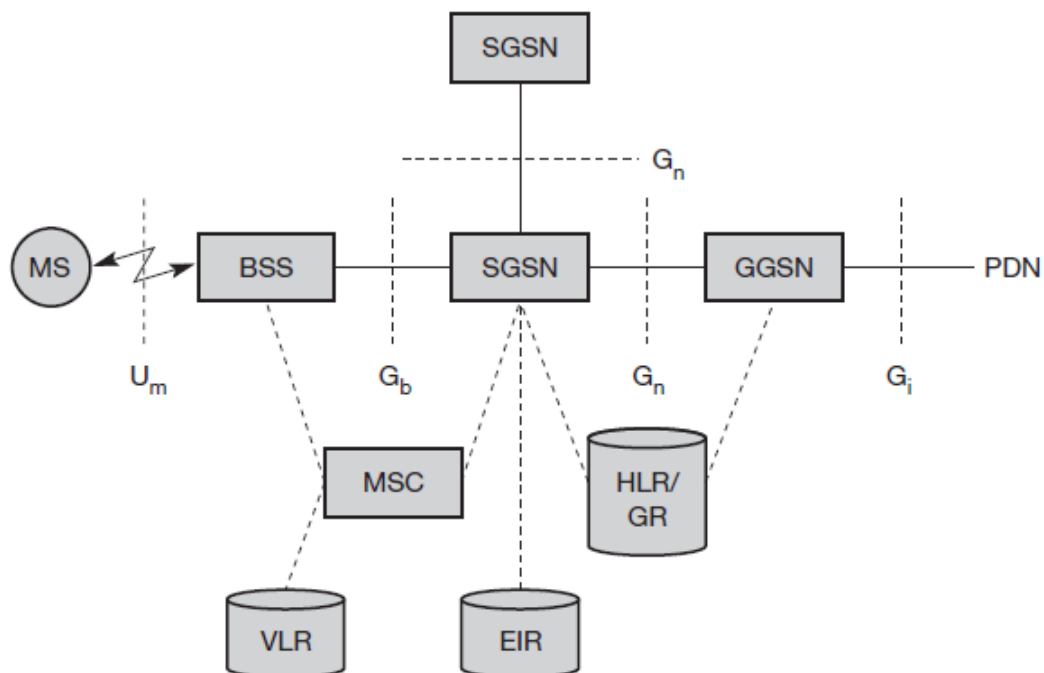 SGSN
Gn
MS
BSS
SGSN
GGSN
PDN
Um
Gb
Gn
Gi
MSC
HLR/
GR
VLR
EIR